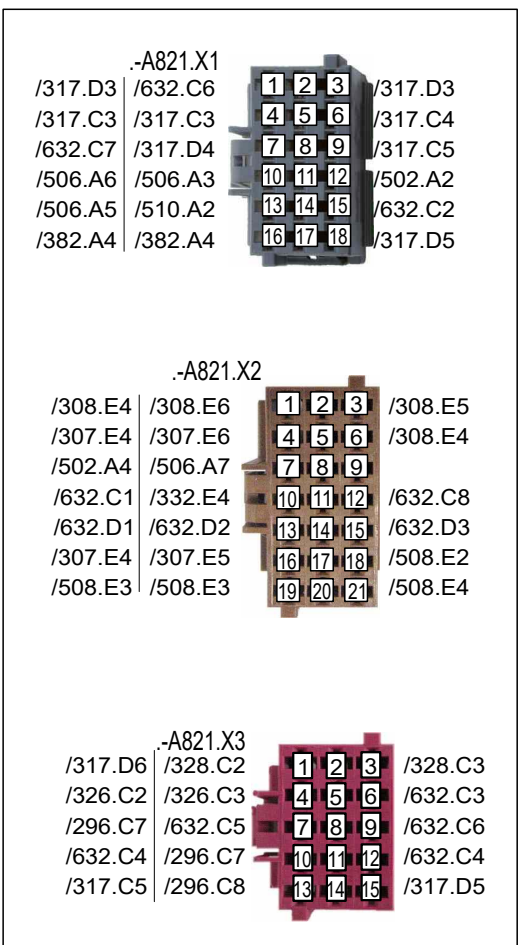 .-A821.X1
/317.D3 /632.C6 1 2 3 /317.D3
/317.C3 /317.C3 4 5 6 /317.C4
/632.C7 /317.D4 7 8 9 /317.C5
/506.A6 /506.A3 10 11 12 /502.A2
/506.A5 /510.A2 13 14 15 /632.C2
/382.A4 /382.A4 16 17 18 /317.D5
.-A821.X2
/308.E4 /308.E6 1 2 3 /308.E5
/307.E4 /307.E6 4 5 6 /308.E4
/502.A4 /506.A7 7 8 9
/632.C1 /332.E4 10 11 12 /632.C8
/632.D1 /632.D2 13 14 15 /632.D3
/307.E4 /307.E5 16 17 18 /508.E2
/508.E3 /508.E3 19 20 21 /508.E4
.-A821.X3
/317.D6 /328.C2 1 2 3 /328.C3
/326.C2 /326.C3 4 5 6 /632.C3
/296.C7 /632.C5 7 8 9 /632.C6
/632.C4 /296.C7 10 11 12 /632.C4
/317.C5 /296.C8 13 14 15 /317.D5